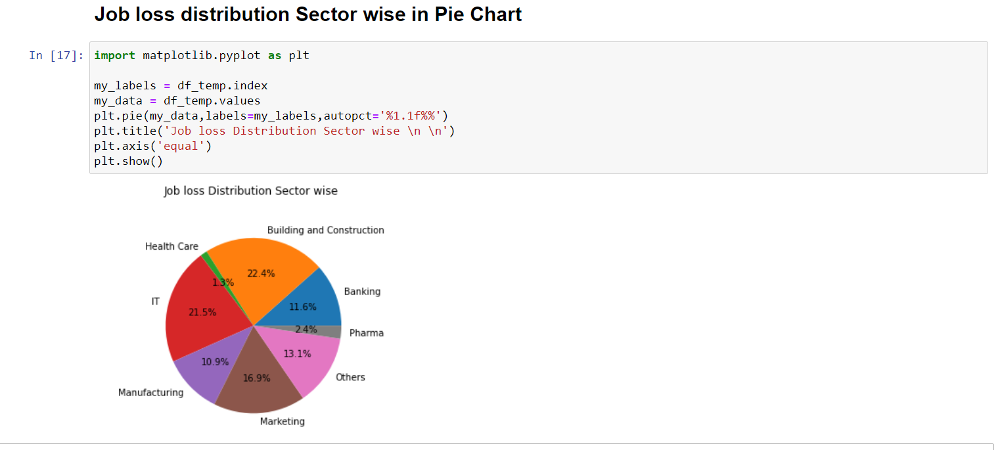 Job loss distribution Sector wise in Pie Chart
In [17]:
import matplotlib.pyplot as plt
my_labels = df_temp.index
my_data = df_temp.values
plt.pie(my_data,labels=my_labels,autopct='%1.1f%%')
plt.title('Job loss Distribution Sector wise \n \n')
plt.axis('equal')
plt.show()
Job loss Distribution Sector wise
Building and Construction
Health Care
22.4%
1.3%
Banking
IT
11.6%
21.5%
2.4%
Pharma
13.1%
10.9%
Others
16.9%
Manufacturing
Marketing